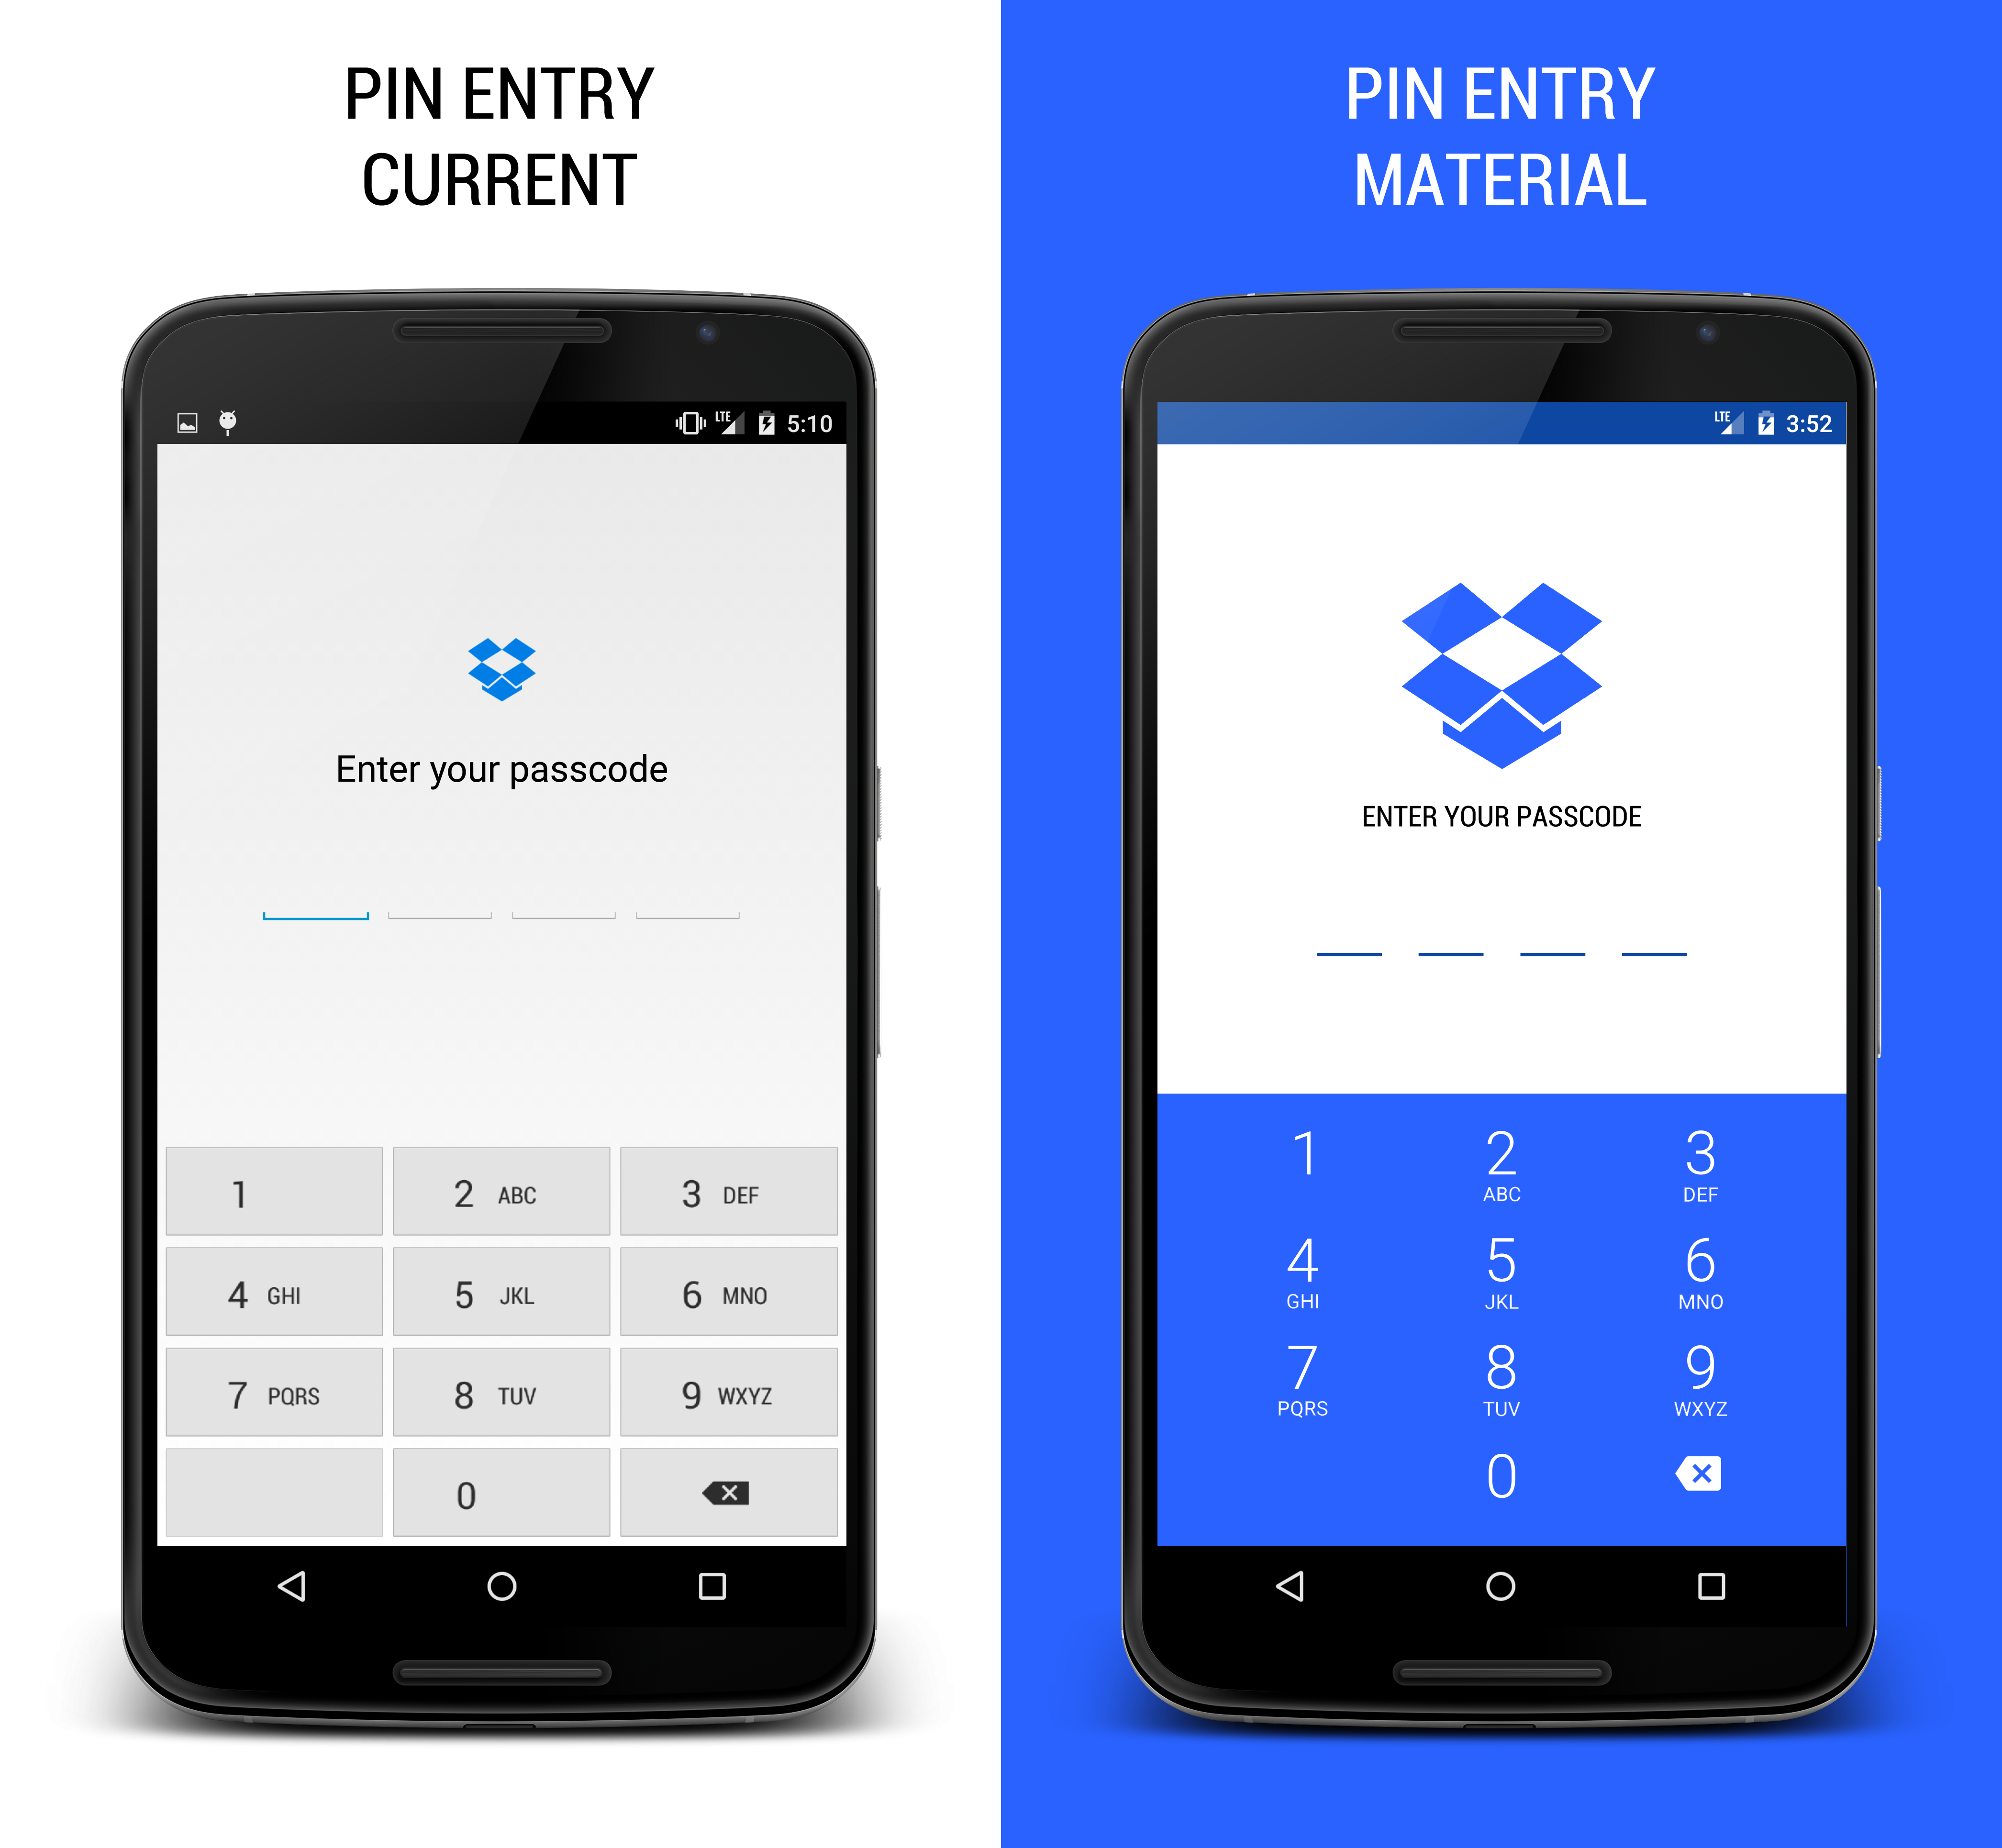 PIN ENTRY
CURRENT
LTE 5:10
Enter your passcode
1 2 ABC 3 DEF
4 GHI 5 JKL 6 MNO
7 PQRS 8 TUV 9 WXYZ
0
PIN ENTRY
MATERIAL
LTE 3:52
ENTER YOUR PASSCODE
1 2 3
ABC DEF
4 5 6
GHI JKL MNO
7 8 9
PQRS TUV WXYZ
0